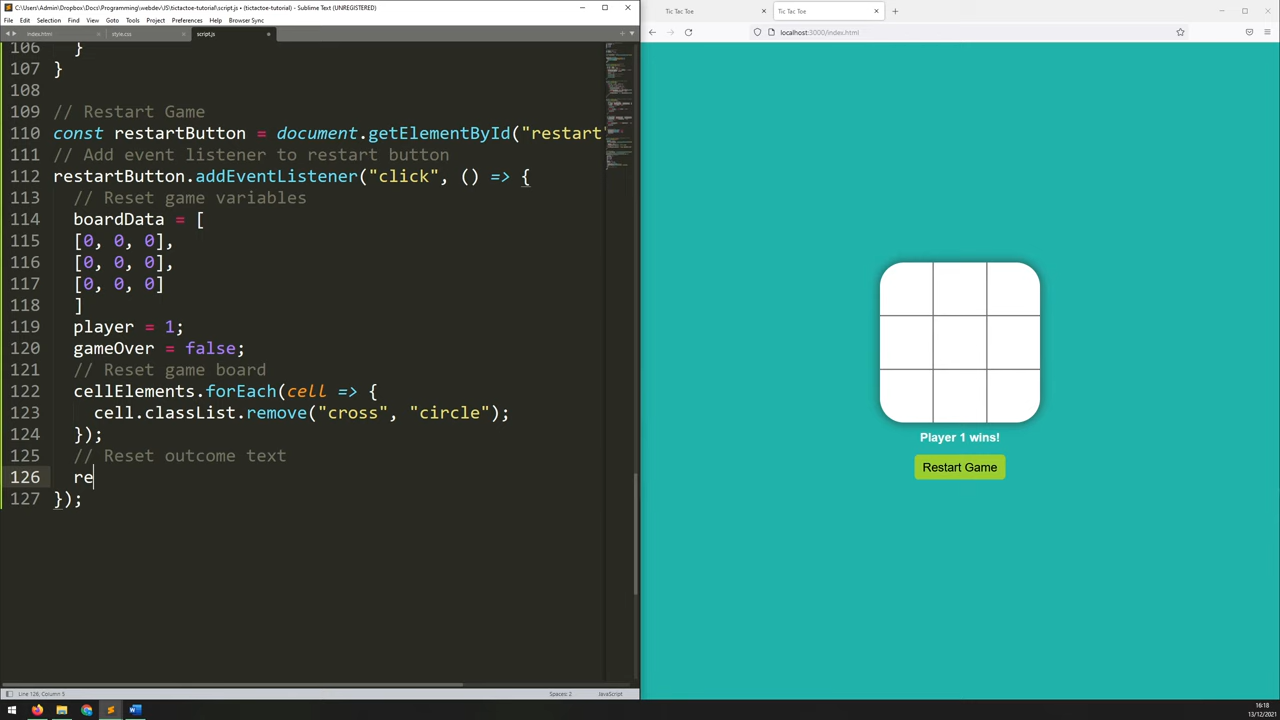 C:\Users\Admin\Dropbox\Docs\Programming\webdev\JS\tictactoe-tutorial\script.js • (tictactoe-tutorial) - Sublime Text (UNREGISTERED)
File Edit Selection Find View Goto Tools Project Preferences Help Browser Sync
index.html style.css script.js
106 }
107 }
108
109 // Restart Game
110 const restartButton = document.getElementById("restart
111 // Add event listener to restart button
112 restartButton.addEventListener("click", () => {
113 // Reset game variables
114 boardData = [
115 [0, 0, 0],
116 [0, 0, 0],
117 [0, 0, 0]
118 ]
119 player = 1;
120 gameOver = false;
121 // Reset game board
122 cellElements.forEach(cell => {
123 cell.classList.remove("cross", "circle");
124 });
125 // Reset outcome text
126 re
127 });
Line 126, Column 5
Spaces: 2
JavaScript
Tic Tac Toe
Tic Tac Toe
localhost:3000/index.html
Player 1 wins!
Restart Game
16:18
13/12/2021